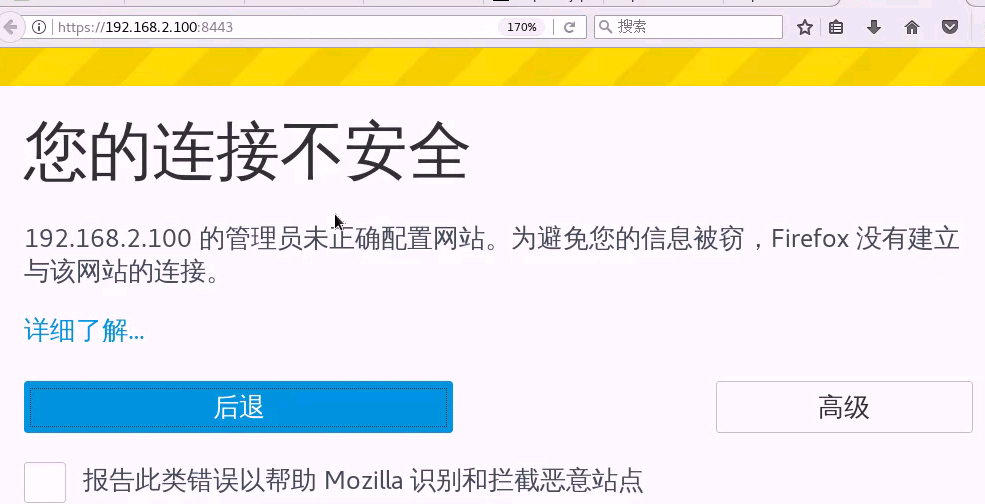 https://192.168.2.100:8443
170%
搜索
您的连接不安全
192.168.2.100 的管理员未正确配置网站。为避免您的信息被窃，Firefox 没有建立
与该网站的连接。
详细了解...
后退
高级
报告此类错误以帮助 Mozilla 识别和拦截恶意站点